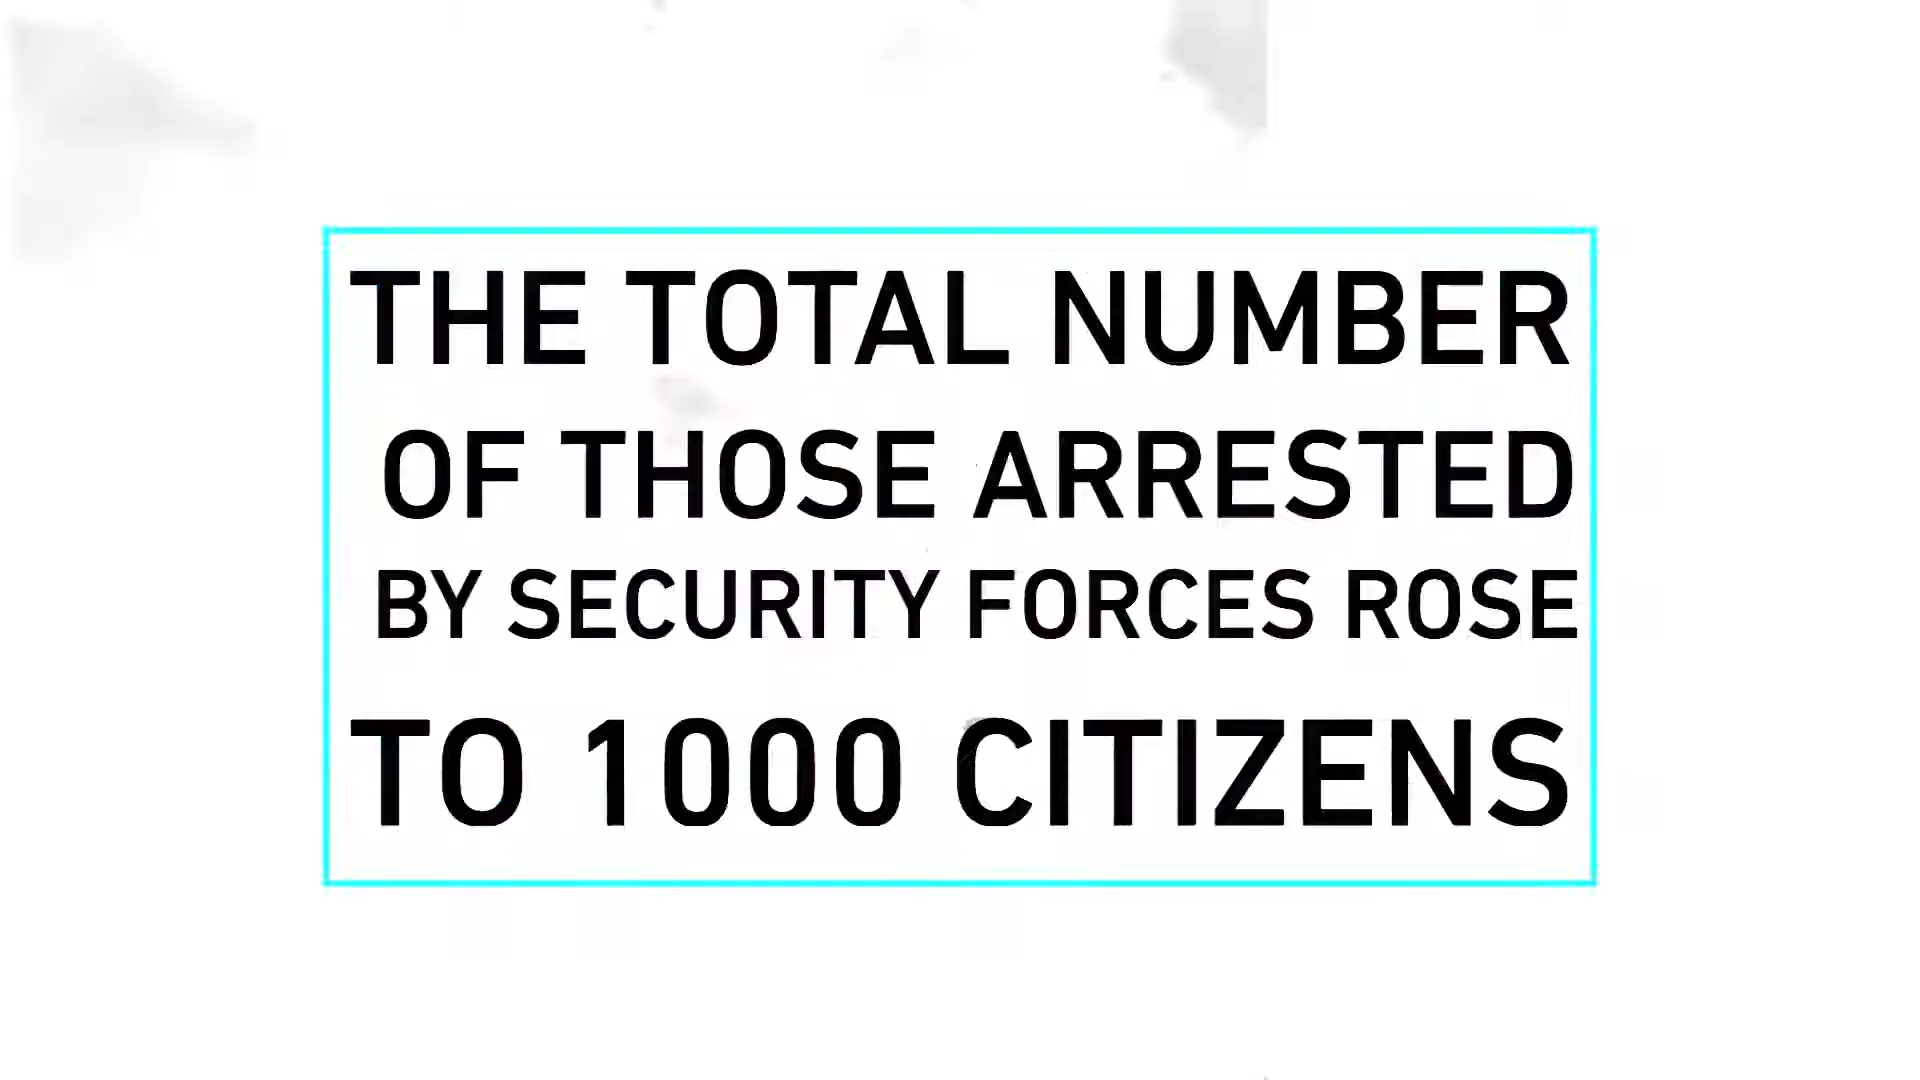 THE TOTAL NUMBER
OF THOSE ARRESTED
BY SECURITY FORCES ROSE
TO 1000 CITIZENS